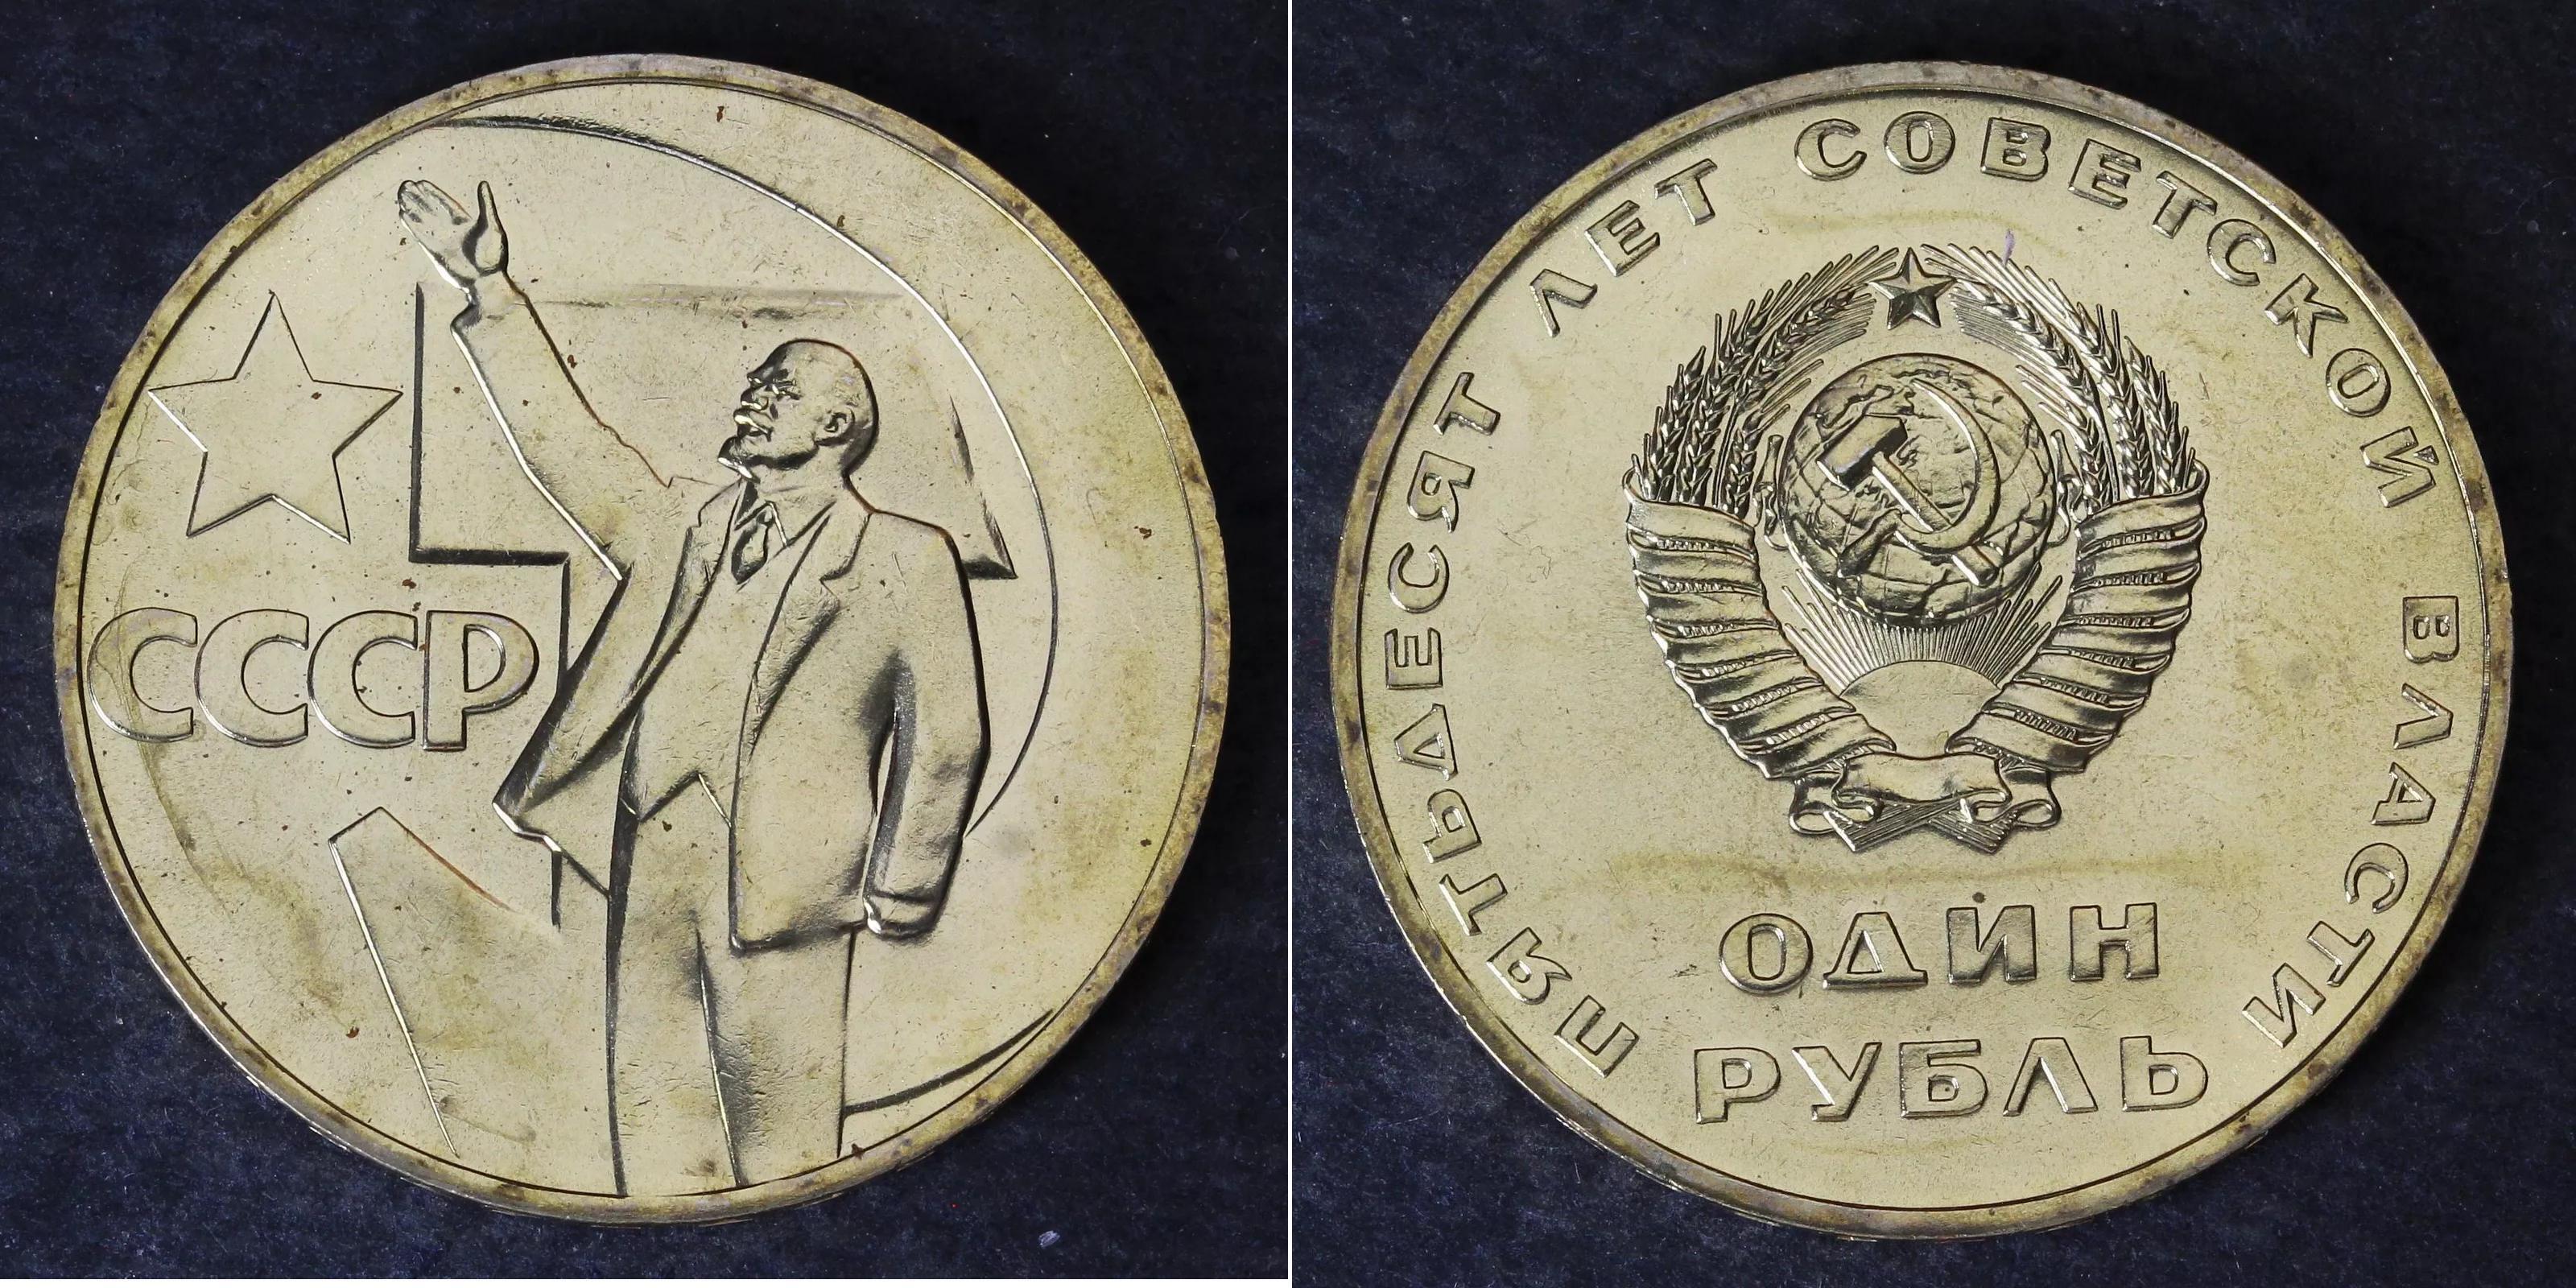 СССР
ПЯТЬДЕСЯТ ЛЕТ СОВЕТСКОЙ ВЛАСТИ
ОДИН
РУБЛЬ